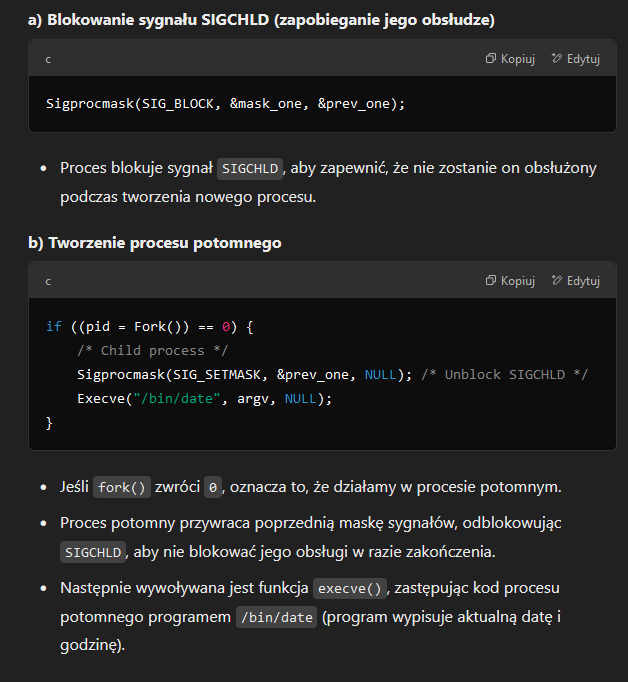 a) Blokowanie sygnału SIGCHLD (zapobieganie jego obsłudze)
c Kopiuj Edytuj
Sigprocmask(SIG_BLOCK, &mask_one, &prev_one);
• Proces blokuje sygnał SIGCHLD, aby zapewnić, że nie zostanie on obsłużony
podczas tworzenia nowego procesu.
b) Tworzenie procesu potomnego
c Kopiuj Edytuj
if ((pid = Fork()) == 0) {
    /* Child process */
    Sigprocmask(SIG_SETMASK, &prev_one, NULL); /* Unblock SIGCHLD */
    Execve("/bin/date", argv, NULL);
}
• Jeśli fork() zwróci 0, oznacza to, że działamy w procesie potomnym.
• Proces potomny przywraca poprzednią maskę sygnałów, odblokowując
SIGCHLD, aby nie blokować jego obsługi w razie zakończenia.
• Następnie wywoływana jest funkcja execve(), zastępując kod procesu
potomnego programem /bin/date (program wypisuje aktualną datę i
godzinę).